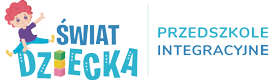 ŚWIAT
DZIECKA
PRZEDSZKOLE
INTEGRACYJNE